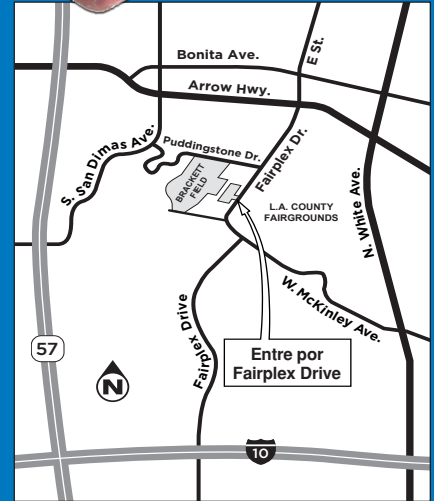 Bonita Ave.
E St.
Arrow Hwy.
S. San Dimas Ave.
Puddingstone Dr.
Fairplex Dr.
BRACKETT
FIELD
L.A. COUNTY
FAIRGROUNDS
N. White Ave.
W. McKinley Ave.
Fairplex Drive
Entre por
Fairplex Drive
57
N
10